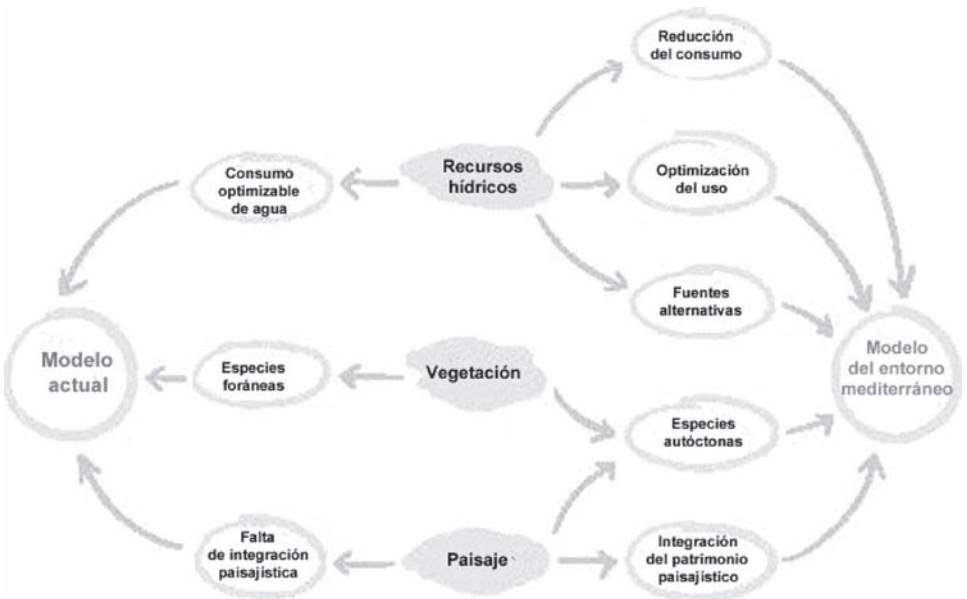 Reducción
del consumo
Consumo
optimizable
de agua
Recursos
hídricos
Optimización
del uso
Fuentes
alternativas
Modelo
actual
Especies
foráneas
Vegetación
Modelo
del entorno
mediterráneo
Especies
autóctonas
Falta
de integración
paisajística
Paisaje
Integración
del patrimonio
paisajístico